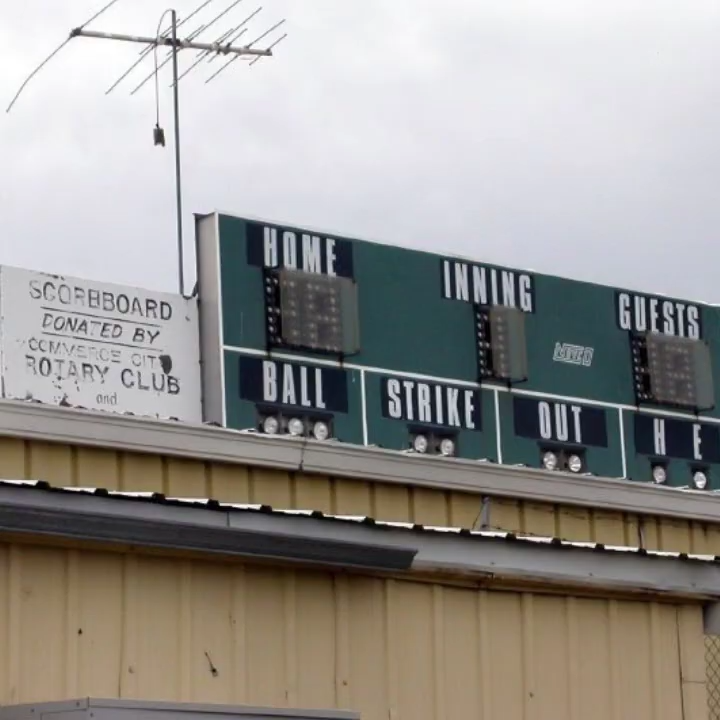 SCORBBOARD
DONATED BY
COMMERCE CITY
ROTARY CLUB
and
HOME
INNING
GUESTS
BALL
STRIKE
OUT
H E